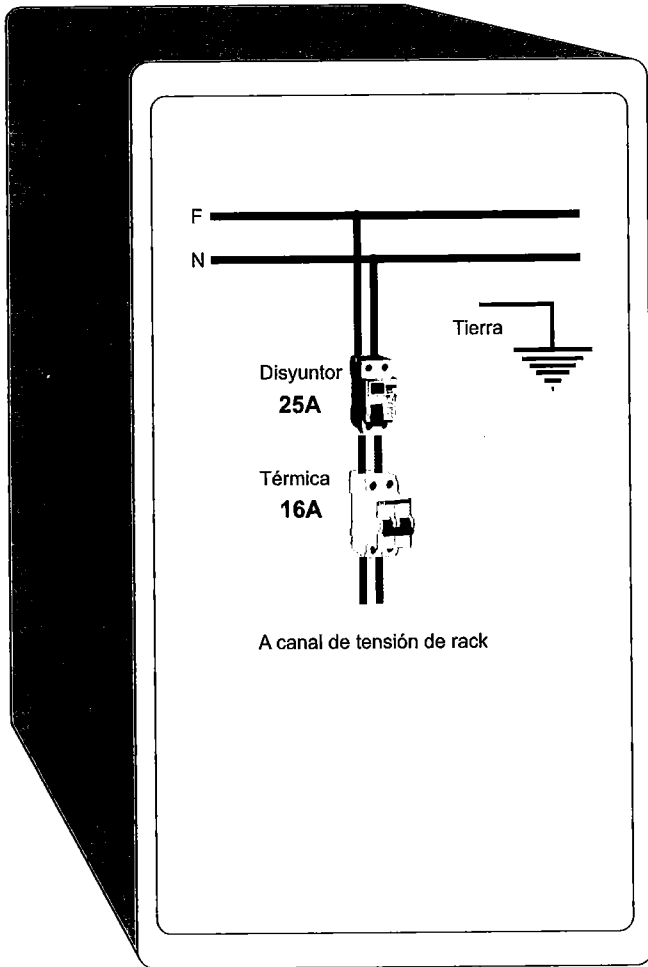 F
N
Tierra
Disyuntor
25A
Térmica
16A
A canal de tensión de rack